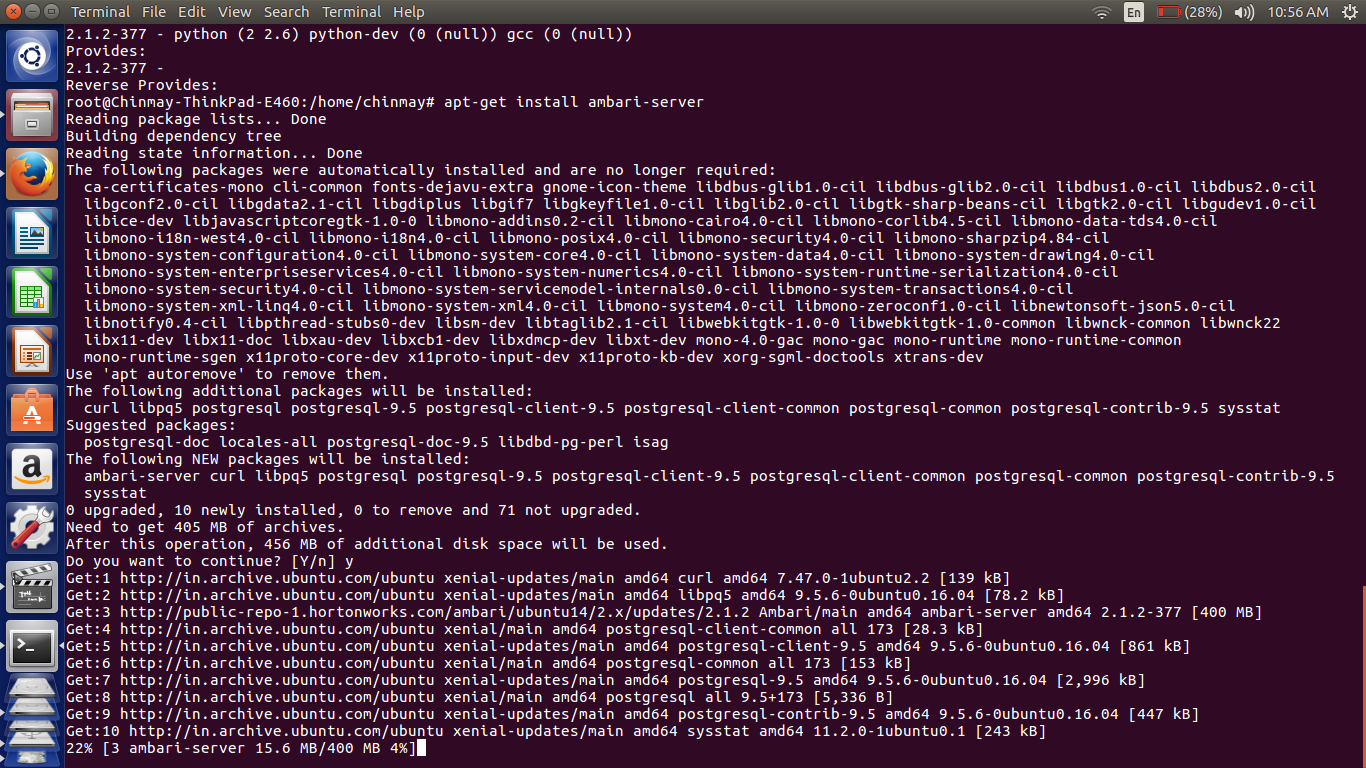 Terminal File Edit View Search Terminal Help En (28%) 10:56 AM
2.1.2-377 - python (2 2.6) python-dev (0 (null)) gcc (0 (null))
Provides:
2.1.2-377 -
Reverse Provides:
root@Chinmay-ThinkPad-E460:/home/chinmay# apt-get install ambari-server
Reading package lists... Done
Building dependency tree
Reading state information... Done
The following packages were automatically installed and are no longer required:
  ca-certificates-mono cli-common fonts-dejavu-extra gnome-icon-theme libdbus-glib1.0-cil libdbus-glib2.0-cil libdbus1.0-cil libdbus2.0-cil
  libgconf2.0-cil libgdata2.1-cil libgdiplus libgif7 libgkeyfile1.0-cil libglib2.0-cil libgtk-sharp-beans-cil libgtk2.0-cil libgudev1.0-cil
  libice-dev libjavascriptcoregtk-1.0-0 libmono-addins0.2-cil libmono-cairo4.0-cil libmono-corlib4.5-cil libmono-data-tds4.0-cil
  libmono-i18n-west4.0-cil libmono-i18n4.0-cil libmono-posix4.0-cil libmono-security4.0-cil libmono-sharpzip4.84-cil
  libmono-system-configuration4.0-cil libmono-system-core4.0-cil libmono-system-data4.0-cil libmono-system-drawing4.0-cil
  libmono-system-enterpriseservices4.0-cil libmono-system-numerics4.0-cil libmono-system-runtime-serialization4.0-cil
  libmono-system-security4.0-cil libmono-system-servicemodel-internals0.0-cil libmono-system-transactions4.0-cil
  libmono-system-xml-linq4.0-cil libmono-system-xml4.0-cil libmono-system4.0-cil libmono-zeroconf1.0-cil libnewtonsoft-json5.0-cil
  libnotify0.4-cil libpthread-stubs0-dev libsm-dev libtaglib2.1-cil libwebkitgtk-1.0-0 libwebkitgtk-1.0-common libwnck-common libwnck22
  libx11-dev libx11-doc libxau-dev libxcb1-dev libxdmcp-dev libxt-dev mono-4.0-gac mono-gac mono-runtime mono-runtime-common
  mono-runtime-sgen x11proto-core-dev x11proto-input-dev x11proto-kb-dev xorg-sgml-doctools xtrans-dev
Use 'apt autoremove' to remove them.
The following additional packages will be installed:
  curl libpq5 postgresql postgresql-9.5 postgresql-client-9.5 postgresql-client-common postgresql-common postgresql-contrib-9.5 sysstat
Suggested packages:
  postgresql-doc locales-all postgresql-doc-9.5 libdbd-pg-perl isag
The following NEW packages will be installed:
  ambari-server curl libpq5 postgresql postgresql-9.5 postgresql-client-9.5 postgresql-client-common postgresql-common postgresql-contrib-9.5
  sysstat
0 upgraded, 10 newly installed, 0 to remove and 71 not upgraded.
Need to get 405 MB of archives.
After this operation, 456 MB of additional disk space will be used.
Do you want to continue? [Y/n] y
Get:1 http://in.archive.ubuntu.com/ubuntu xenial-updates/main amd64 curl amd64 7.47.0-1ubuntu2.2 [139 kB]
Get:2 http://in.archive.ubuntu.com/ubuntu xenial-updates/main amd64 libpq5 amd64 9.5.6-0ubuntu0.16.04 [78.2 kB]
Get:3 http://public-repo-1.hortonworks.com/ambari/ubuntu14/2.x/updates/2.1.2 Ambari/main amd64 ambari-server amd64 2.1.2-377 [400 MB]
Get:4 http://in.archive.ubuntu.com/ubuntu xenial/main amd64 postgresql-client-common all 173 [28.3 kB]
Get:5 http://in.archive.ubuntu.com/ubuntu xenial-updates/main amd64 postgresql-client-9.5 amd64 9.5.6-0ubuntu0.16.04 [861 kB]
Get:6 http://in.archive.ubuntu.com/ubuntu xenial/main amd64 postgresql-common all 173 [153 kB]
Get:7 http://in.archive.ubuntu.com/ubuntu xenial-updates/main amd64 postgresql-9.5 amd64 9.5.6-0ubuntu0.16.04 [2,996 kB]
Get:8 http://in.archive.ubuntu.com/ubuntu xenial/main amd64 postgresql all 9.5+173 [5,336 B]
Get:9 http://in.archive.ubuntu.com/ubuntu xenial-updates/main amd64 postgresql-contrib-9.5 amd64 9.5.6-0ubuntu0.16.04 [447 kB]
Get:10 http://in.archive.ubuntu.com/ubuntu xenial-updates/main amd64 sysstat amd64 11.2.0-1ubuntu0.1 [243 kB]
22% [3 ambari-server 15.6 MB/400 MB 4%]